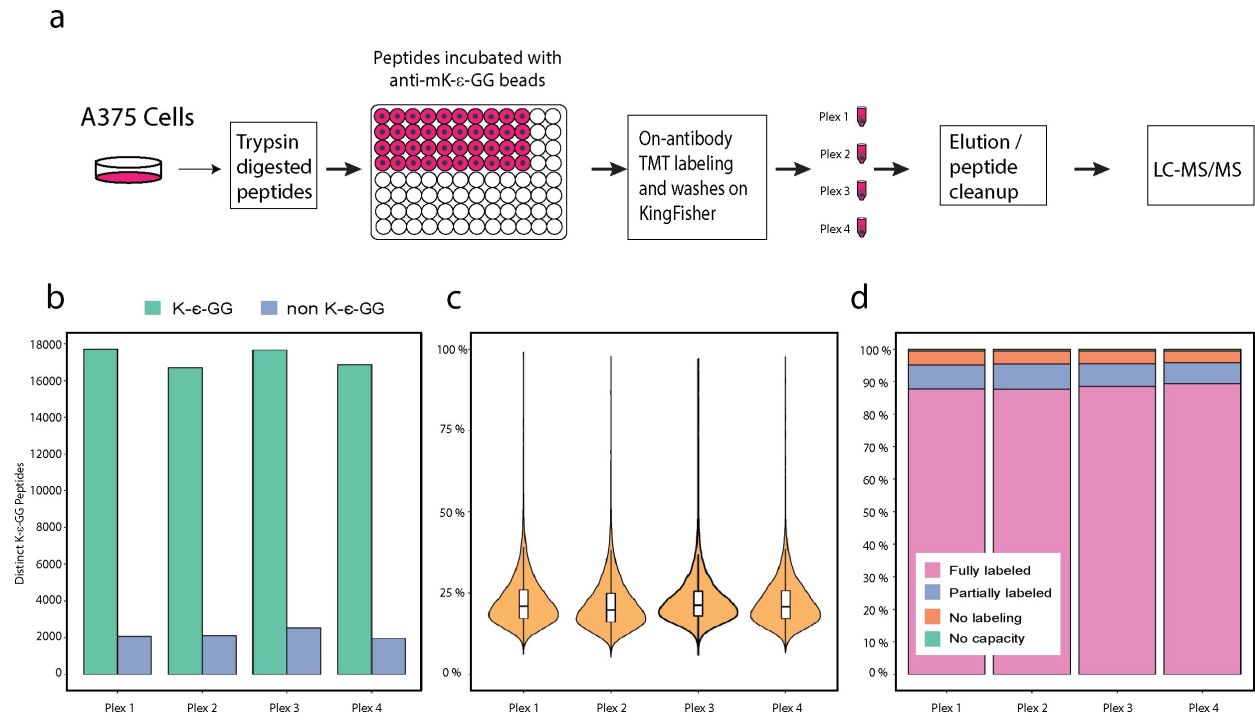 a
Peptides incubated with
anti-mK-ε-GG beads
A375 Cells
Trypsin
digested
peptides
On-antibody
TMT labeling
and washes on
KingFisher
Plex 1
Plex 2
Plex 3
Plex 4
Elution /
peptide
cleanup
LC-MS/MS
b
K-ϵ-GG
non K-ϵ-GG
Distinct K-ε-GG Peptides
18000
16000
14000
12000
10000
8000
6000
4000
2000
0
Plex 1
Plex 2
Plex 3
Plex 4
c
100 %
75 %
50 %
25 %
0 %
Plex 1
Plex 2
Plex 3
Plex 4
d
100 %
90 %
80 %
70 %
60 %
50 %
40 %
30 %
20 %
10 %
0 %
Fully labeled
Partially labeled
No labeling
No capacity
Plex 1
Plex 2
Plex 3
Plex 4